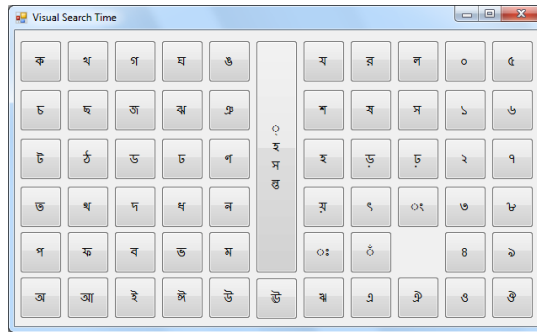 Visual Search Time
ক খ গ ঘ ঙ য র ল ০ ৫
চ ছ জ ঝ ঞ শ ষ স ১ ৬
্
হ
স
ন্ত
ট ঠ ড ঢ ণ হ ড় ঢ় ২ ৭
ত থ দ ধ ন য় ৎ ং ৩ ৮
প ফ ব ভ ম ঃ ঁ ৪ ৯
অ আ ই ঈ উ ঊ ঋ এ ঐ ও ঔ